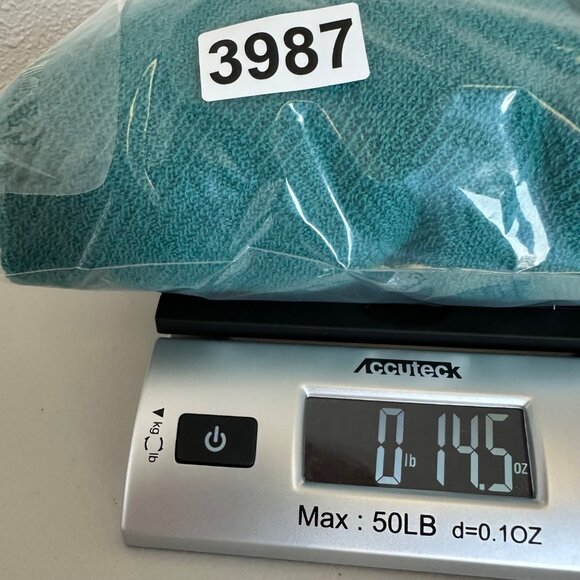 3987
Accuteck
kg lb
0 lb 14.5 oz
Max : 50LB d=0.1OZ